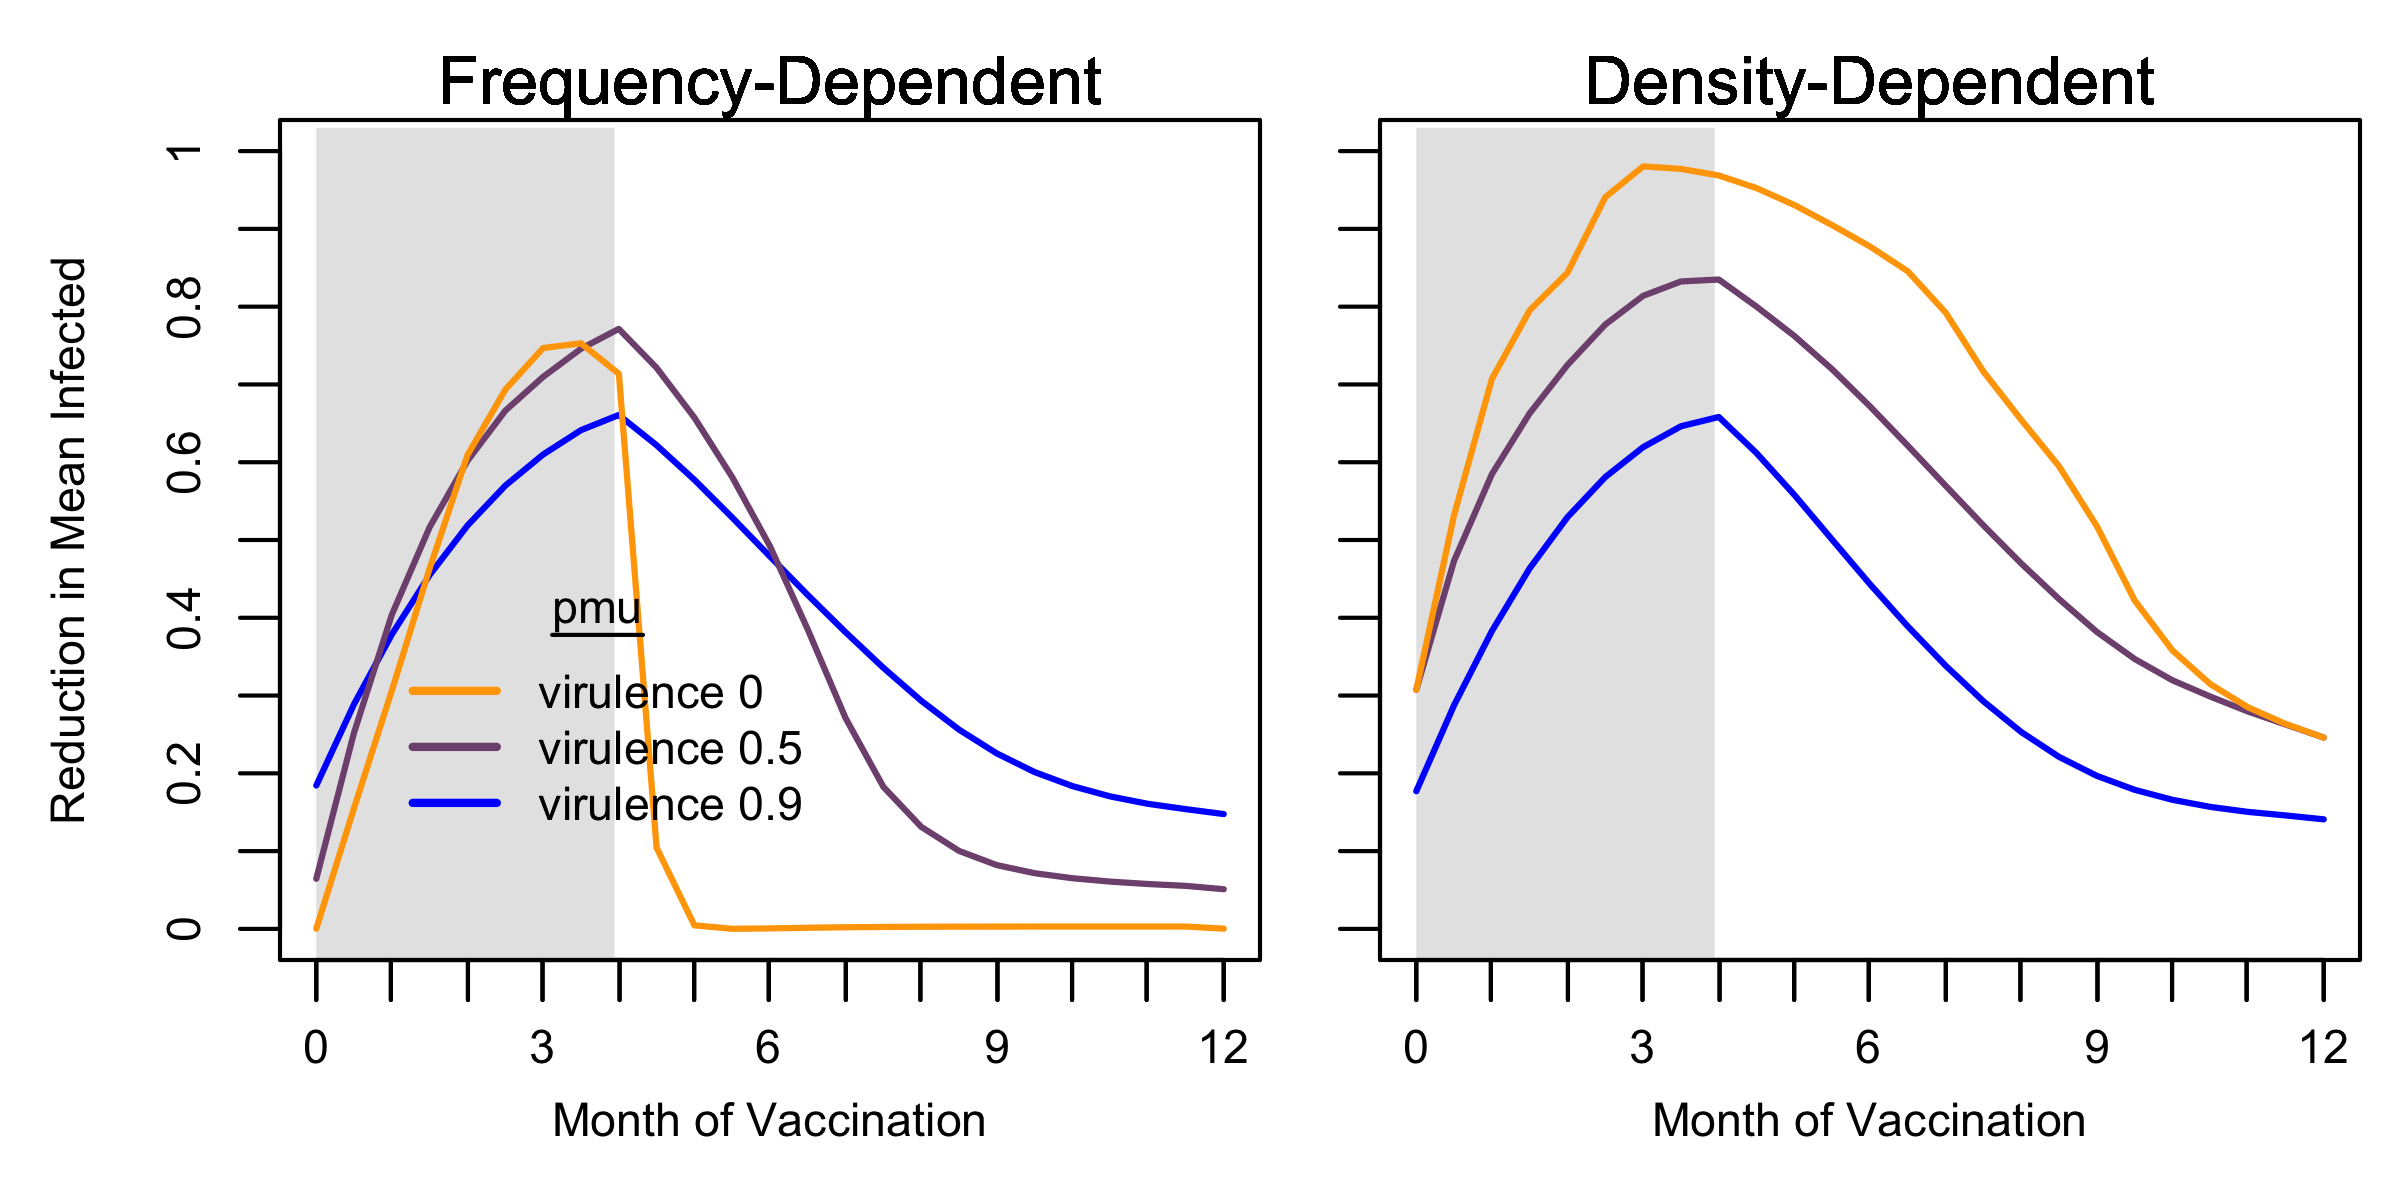 Frequency-Dependent
Reduction in Mean Infected
1
0.8
0.6
0.4
0.2
0
pmu
virulence 0
virulence 0.5
virulence 0.9
0 3 6 9 12
Month of Vaccination
Density-Dependent
0 3 6 9 12
Month of Vaccination